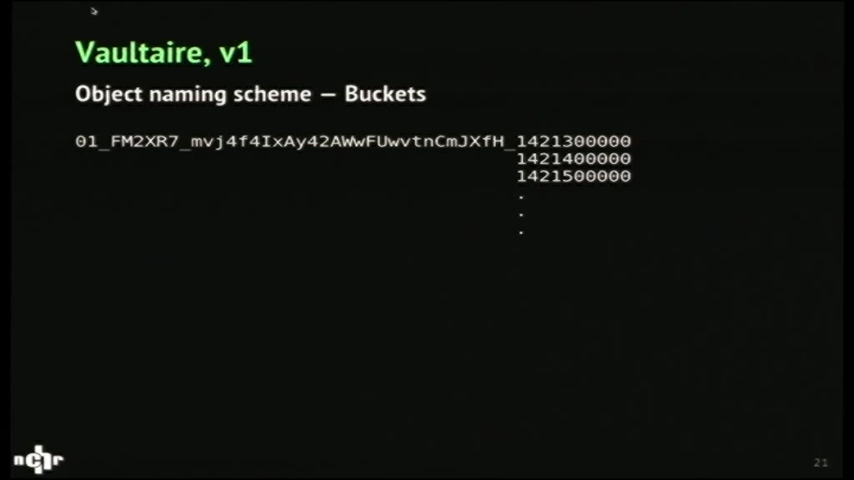 Vaultaire, v1
Object naming scheme — Buckets
01_FM2XR7_mvj4f4IxAy42AWwFUwvtnCmJXfH_1421300000
1421400000
1421500000
.
.
.
21